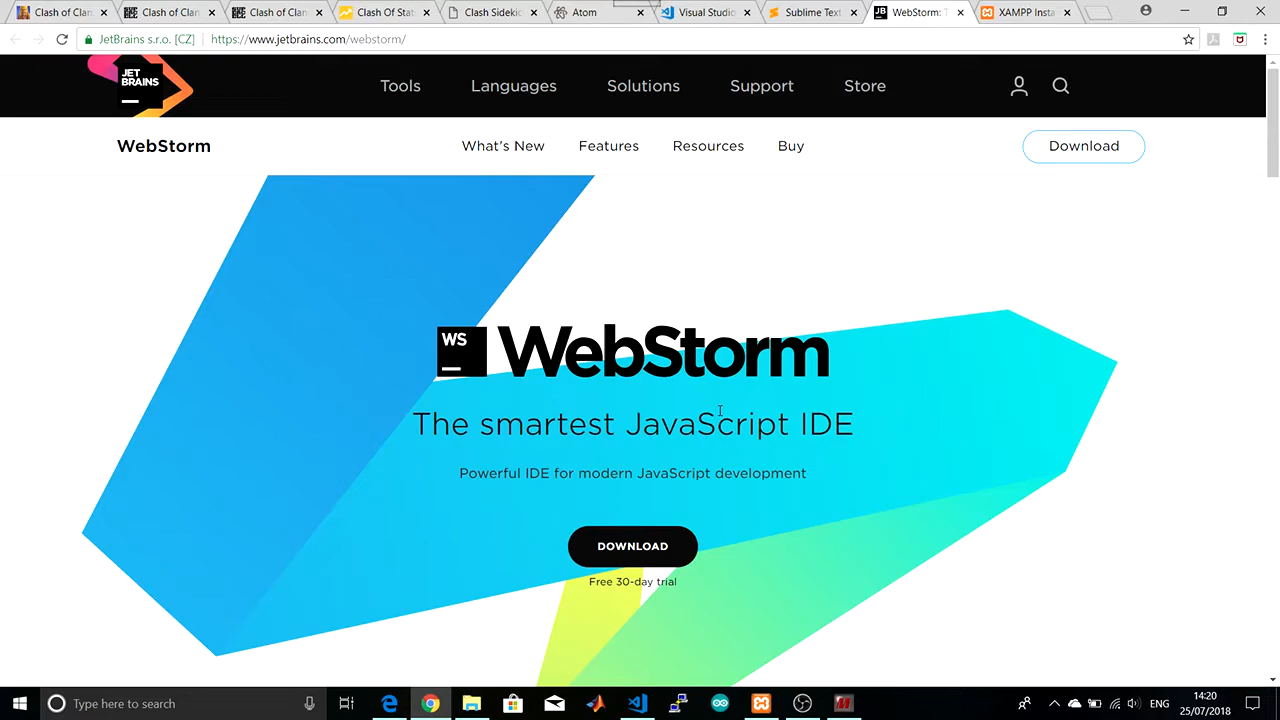 Clash of Clan
Clash of Clan
Clash of Clan
Clash Of Stat
Clash Sidekic
Atom
Visual Studi
Sublime Text
WebStorm: T
XAMPP Insta
JetBrains s.r.o. [CZ]
https://www.jetbrains.com/webstorm/
JET
BRAINS
Tools
Languages
Solutions
Support
Store
WebStorm
What's New
Features
Resources
Buy
Download
WS
WebStorm
The smartest JavaScript IDE
Powerful IDE for modern JavaScript development
DOWNLOAD
Free 30-day trial
Type here to search
ENG
14:20
25/07/2018